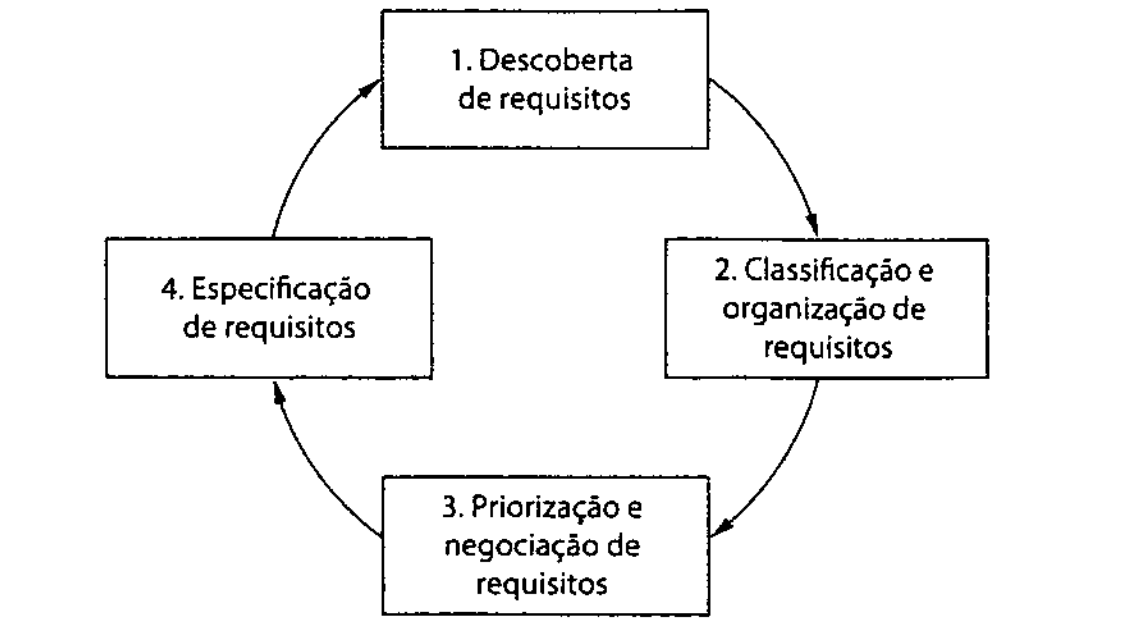 1. Descoberta
de requisitos
2. Classificação e
organização de
requisitos
3. Priorização e
negociação de
requisitos
4. Especificação
de requisitos